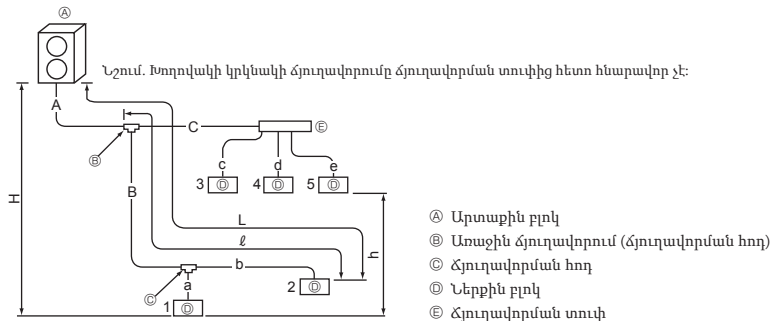 Ⓐ
Նշում. Խողովակի կրկնակի ճյուղավորումը ճյուղավորման տուփից հետո հնարավոր չէ:
A
C
Ⓔ
Ⓑ
c
d
e
B
3 Ⓓ
4 Ⓓ
5 Ⓓ
H
L
ℓ
h
b
a
Ⓒ
1 Ⓓ
2 Ⓓ
Ⓐ Արտաքին բլոկ
Ⓑ Առաջին ճյուղավորում (ճյուղավորման հոդ)
Ⓒ Ճյուղավորման հոդ
Ⓓ Ներքին բլոկ
Ⓔ Ճյուղավորման տուփ